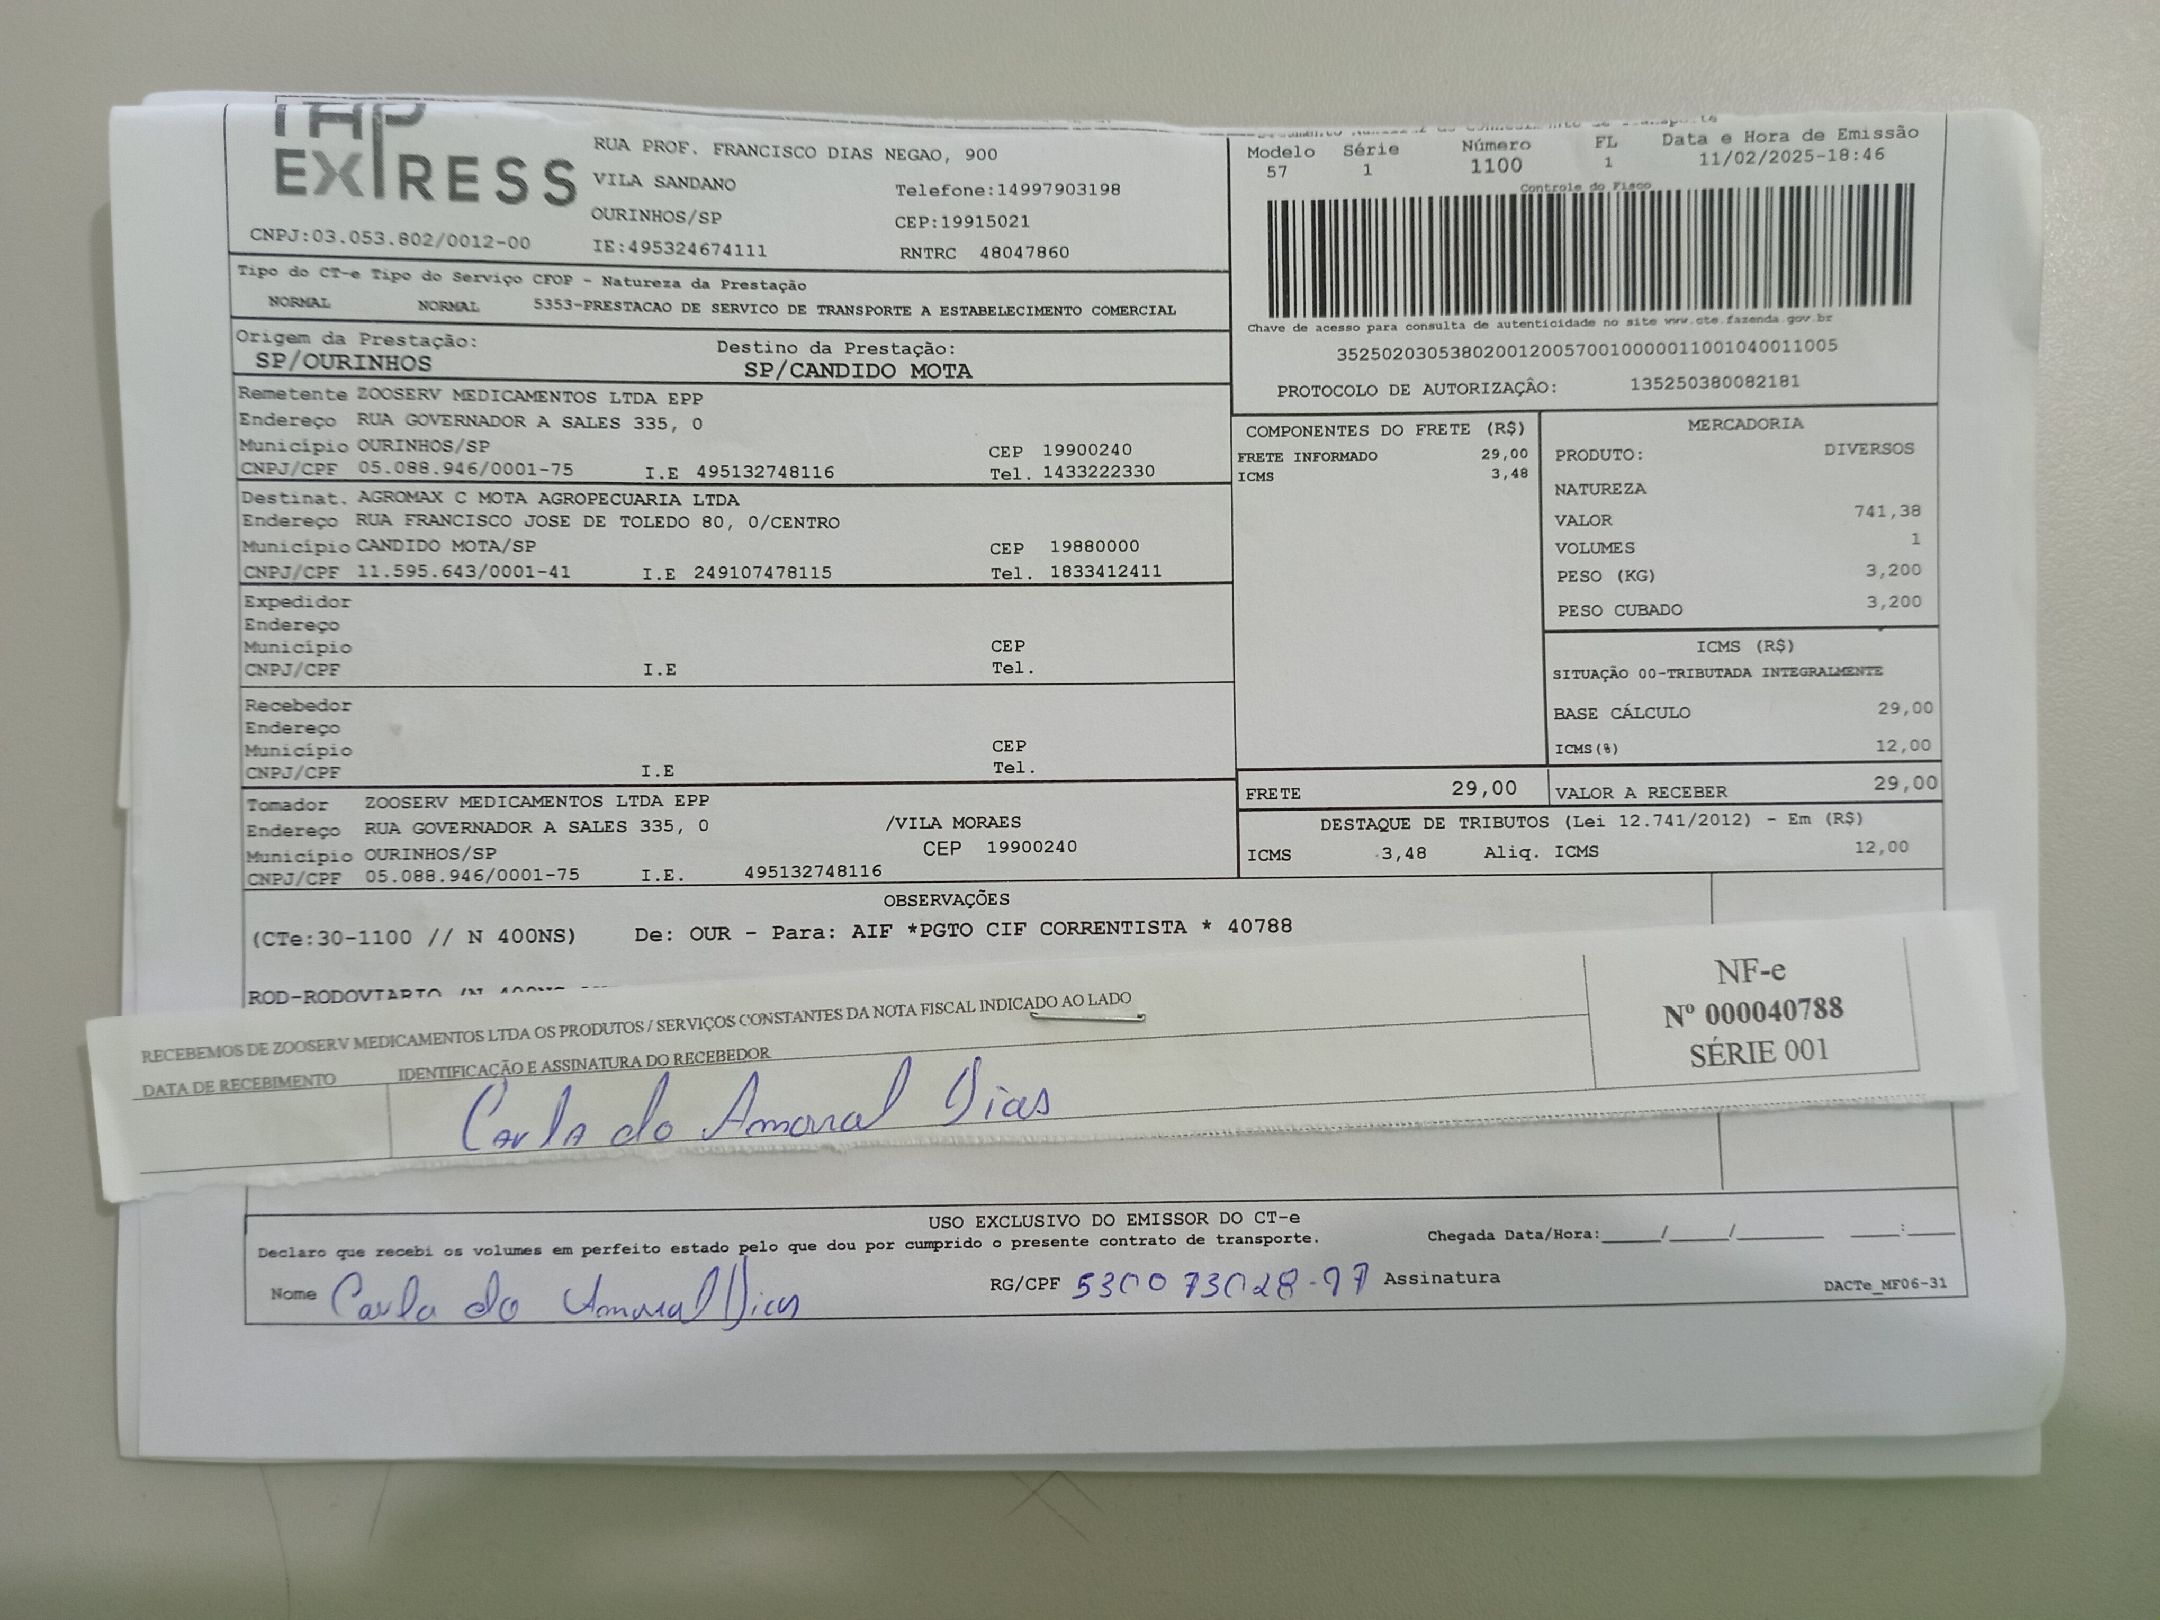 TAP
EXPRESS
RUA PROF. FRANCISCO DIAS NEGAO, 900
VILA SANDANO
Telefone:14997903198
OURINHOS/SP
CEP:19915021
CNPJ:03.053.802/0012-00
IE:495324674111
RNTRC 48047860
Modelo Série Número FL Data e Hora de Emissão
57 1 1100 1 11/02/2025-18:46
Controle do Fisco
Chave de acesso para consulta de autenticidade no site www.cte.fazenda.gov.br
35250203053802001200570010000011001040011005
PROTOCOLO DE AUTORIZAÇÃO: 135250380082181
Tipo do CT-e Tipo do Serviço CFOP - Natureza da Prestação
NORMAL NORMAL 5353-PRESTACAO DE SERVICO DE TRANSPORTE A ESTABELECIMENTO COMERCIAL
Origem da Prestação: Destino da Prestação:
SP/OURINHOS SP/CANDIDO MOTA
Remetente ZOOSERV MEDICAMENTOS LTDA EPP
Endereço RUA GOVERNADOR A SALES 335, 0
Município OURINHOS/SP CEP 19900240
CNPJ/CPF 05.088.946/0001-75 I.E 495132748116 Tel. 1433222330
Destinat. AGROMAX C MOTA AGROPECUARIA LTDA
Endereço RUA FRANCISCO JOSE DE TOLEDO 80, 0/CENTRO
Município CANDIDO MOTA/SP CEP 19880000
CNPJ/CPF 11.595.643/0001-41 I.E 249107478115 Tel. 1833412411
Expedidor
Endereço
Município CEP
CNPJ/CPF I.E Tel.
Recebedor
Endereço
Município CEP
CNPJ/CPF I.E Tel.
Tomador ZOOSERV MEDICAMENTOS LTDA EPP
Endereço RUA GOVERNADOR A SALES 335, 0 /VILA MORAES
Município OURINHOS/SP CEP 19900240
CNPJ/CPF 05.088.946/0001-75 I.E. 495132748116
COMPONENTES DO FRETE (R$)
FRETE INFORMADO 29,00
ICMS 3,48
MERCADORIA
PRODUTO: DIVERSOS
NATUREZA
VALOR 741,38
VOLUMES 1
PESO (KG) 3,200
PESO CUBADO 3,200
ICMS (R$)
SITUAÇÃO 00-TRIBUTADA INTEGRALMENTE
BASE CÁLCULO 29,00
ICMS(%) 12,00
FRETE 29,00 VALOR A RECEBER 29,00
DESTAQUE DE TRIBUTOS (Lei 12.741/2012) - Em (R$)
ICMS 3,48 Aliq. ICMS 12,00
OBSERVAÇÕES
(CTe:30-1100 // N 400NS) De: OUR - Para: AIF *PGTO CIF CORRENTISTA * 40788
ROD-RODOVIARIO
RECEBEMOS DE ZOOSERV MEDICAMENTOS LTDA OS PRODUTOS / SERVIÇOS CONSTANTES DA NOTA FISCAL INDICADO AO LADO
DATA DE RECEBIMENTO IDENTIFICAÇÃO E ASSINATURA DO RECEBEDOR
Carla do Amaral Dias
NF-e
Nº 000040788
SÉRIE 001
USO EXCLUSIVO DO EMISSOR DO CT-e
Declaro que recebi os volumes em perfeito estado pelo que dou por cumprido o presente contrato de transporte. Chegada Data/Hora:____/____/______ ___:___
Nome Carla do Amaral Dias RG/CPF 530073028-97 Assinatura
DACTe_MF06-31